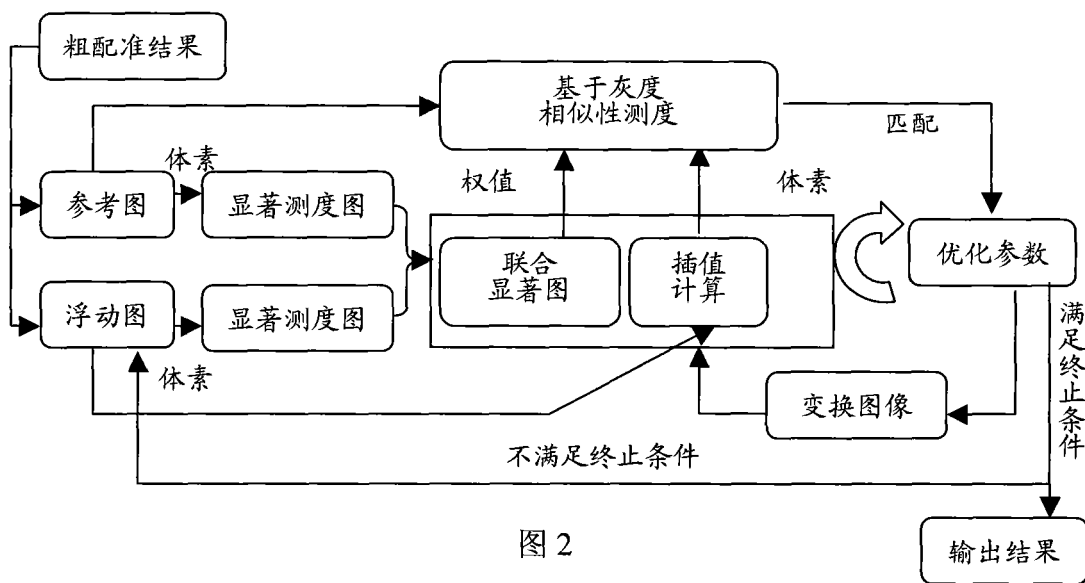 粗配准结果
基于灰度
相似性测度
匹配
体素
权值
体素
参考图
显著测度图
联合
显著图
插值
计算
优化参数
浮动图
显著测度图
体素
变换图像
满足终止条件
不满足终止条件
图2
输出结果